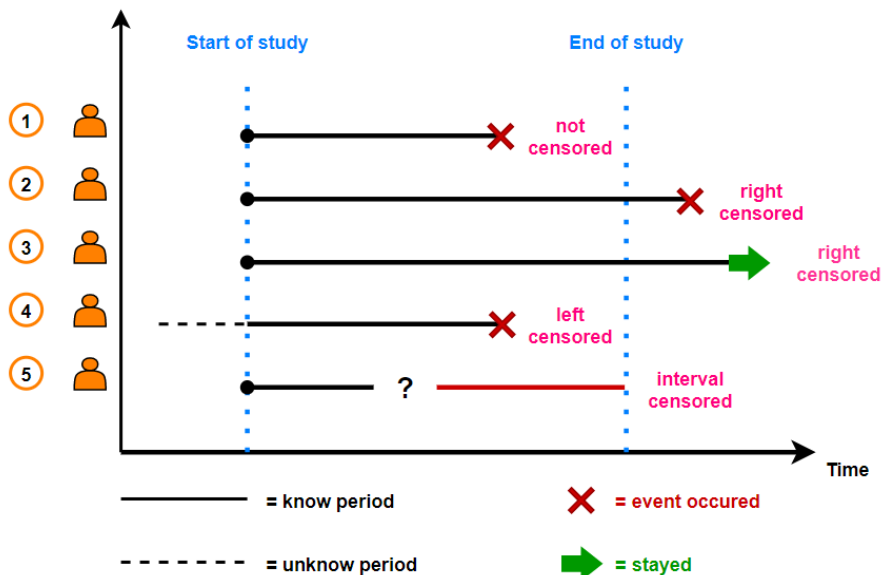 Start of study
End of study
1
not
censored
2
right
censored
3
right
censored
4
left
censored
5
?
interval
censored
Time
= know period
= event occured
= unknow period
= stayed